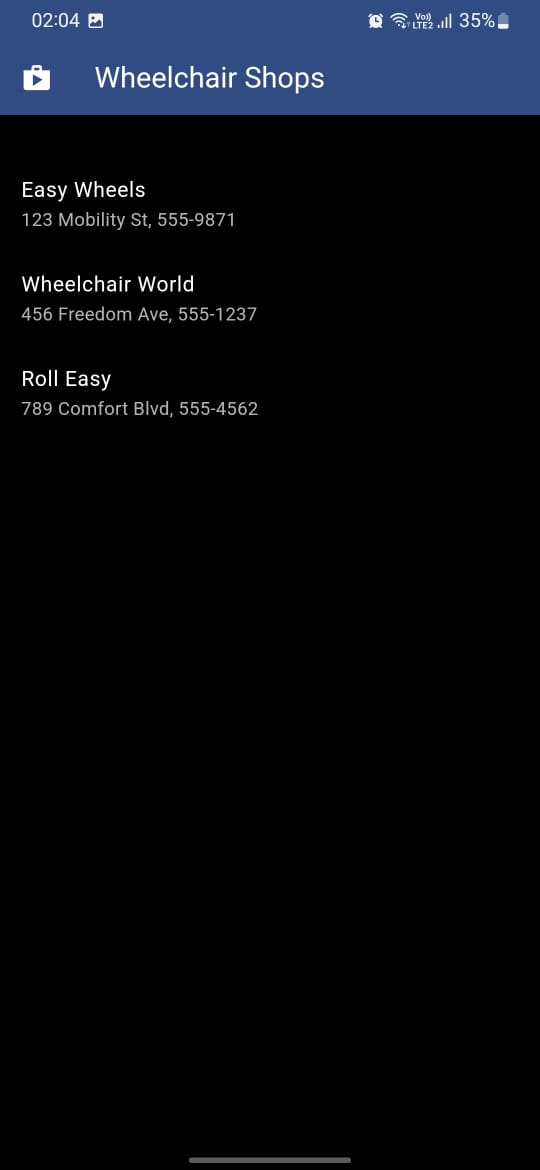 02:04
Vo)) LTE2 35%
Wheelchair Shops
Easy Wheels
123 Mobility St, 555-9871
Wheelchair World
456 Freedom Ave, 555-1237
Roll Easy
789 Comfort Blvd, 555-4562